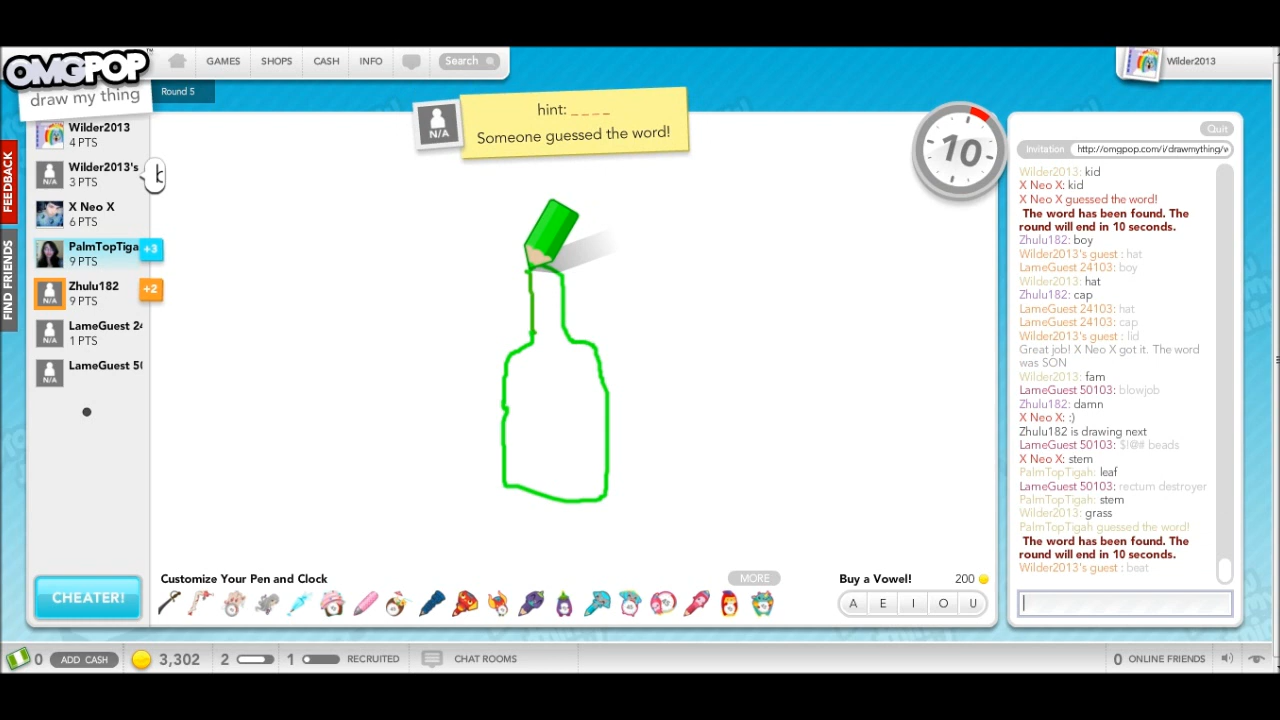 OMGPOP
draw my thing
GAMES
SHOPS
CASH
INFO
Search
Wilder2013
Round 5
FEEDBACK
FIND FRIENDS
Wilder2013
4 PTS
Wilder2013's
3 PTS
X Neo X
6 PTS
PalmTopTiga
9 PTS
+3
Zhulu182
9 PTS
+2
LameGuest 24
1 PTS
LameGuest 50
N/A
N/A
N/A
N/A
CHEATER!
N/A
hint: _ _ _ _
Someone guessed the word!
10
Customize Your Pen and Clock
MORE
Buy a Vowel!
200
A E I O U
Quit
Invitation
http://omgpop.com/i/drawmything/v
Wilder2013: kid
X Neo X: kid
X Neo X guessed the word!
The word has been found. The
round will end in 10 seconds.
Zhulu182: boy
Wilder2013's guest : hat
LameGuest 24103: boy
Wilder2013: hat
Zhulu182: cap
LameGuest 24103: hat
LameGuest 24103: cap
Wilder2013's guest : lid
Great job! X Neo X got it. The word
was SON
Wilder2013: fam
LameGuest 50103: blowjob
Zhulu182: damn
X Neo X: :)
Zhulu182 is drawing next
LameGuest 50103: $!@# beads
X Neo X: stem
PalmTopTigah: leaf
LameGuest 50103: rectum destroyer
PalmTopTigah: stem
Wilder2013: grass
PalmTopTigah guessed the word!
The word has been found. The
round will end in 10 seconds.
Wilder2013's guest : beat
0
ADD CASH
3,302
2
1
RECRUITED
CHAT ROOMS
0 ONLINE FRIENDS